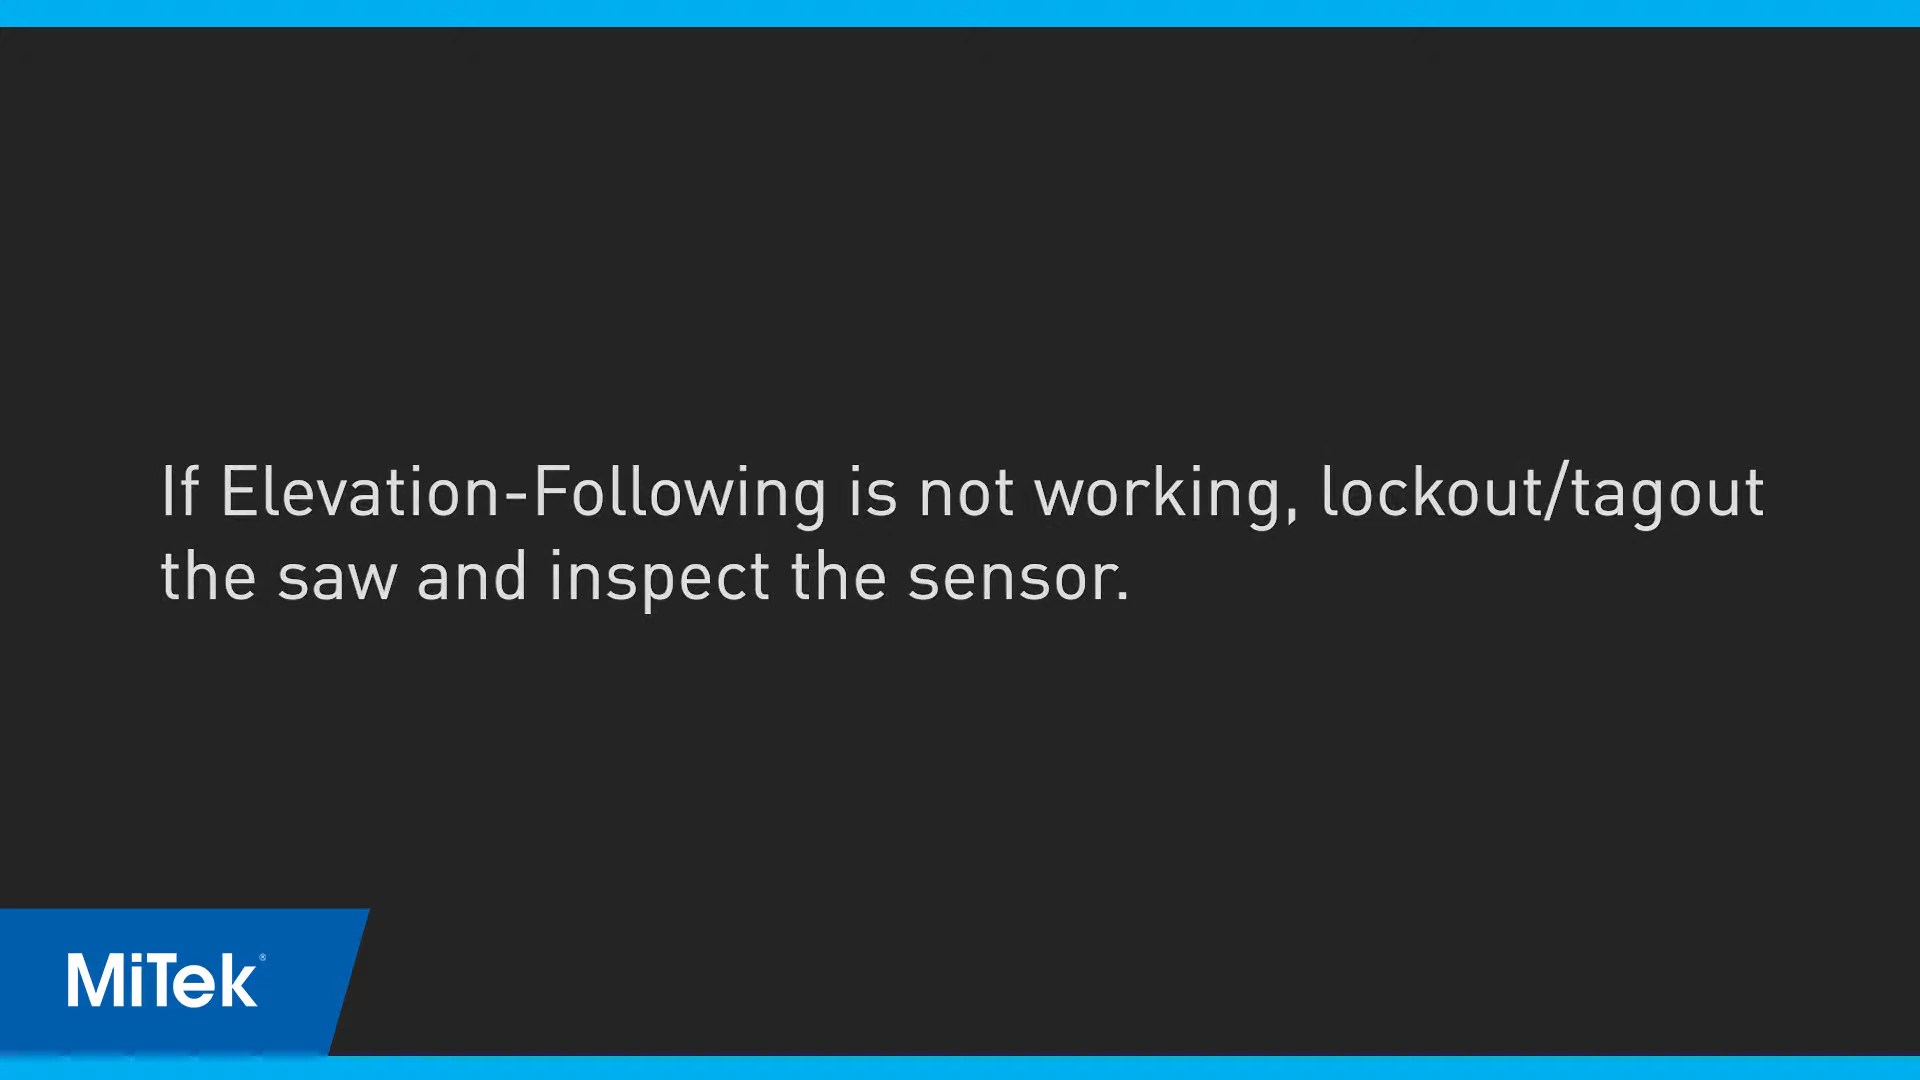 If Elevation-Following is not working, lockout/tagout
the saw and inspect the sensor.
MiTek®